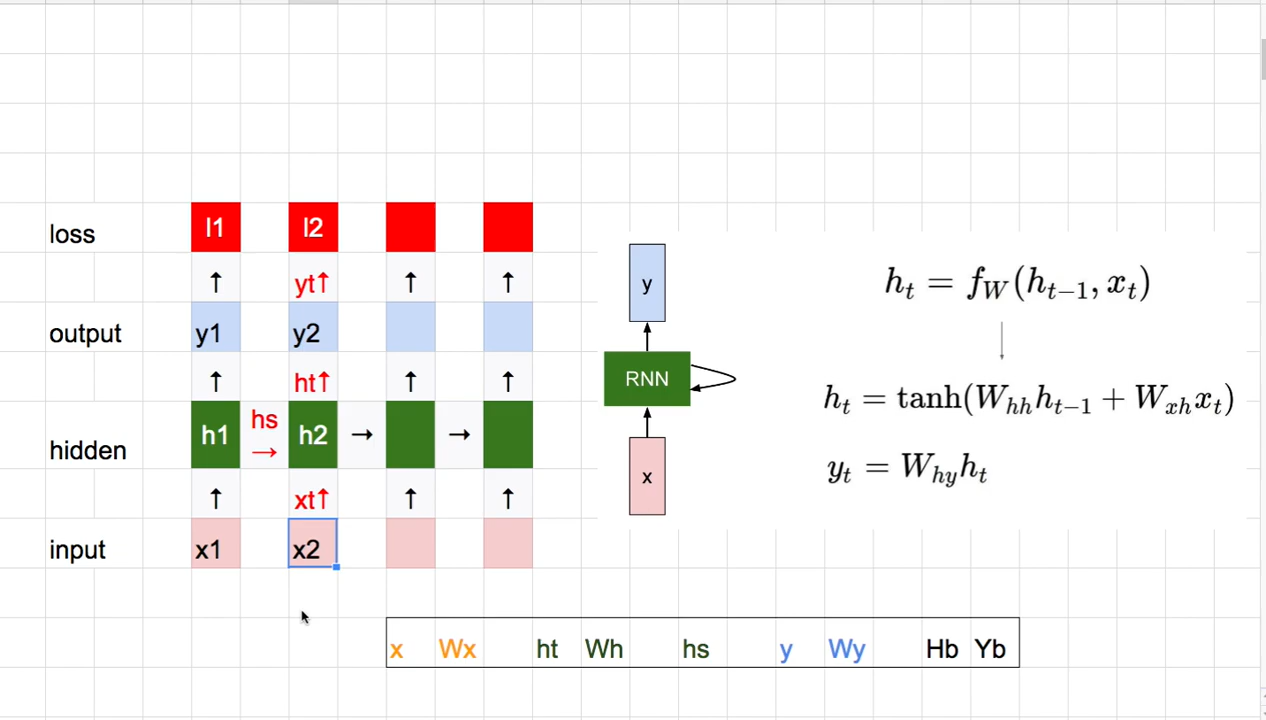 loss l1 l2
↑ yt↑ ↑ ↑
output y1 y2
↑ ht↑ ↑ ↑
hidden h1 hs → h2 → →
↑ xt↑ ↑ ↑
input x1 x2
y
RNN
x
h_t = f_W(h_{t-1}, x_t)
h_t = tanh(W_{hh}h_{t-1} + W_{xh}x_t)
y_t = W_{hy}h_t
x Wx ht Wh hs y Wy Hb Yb